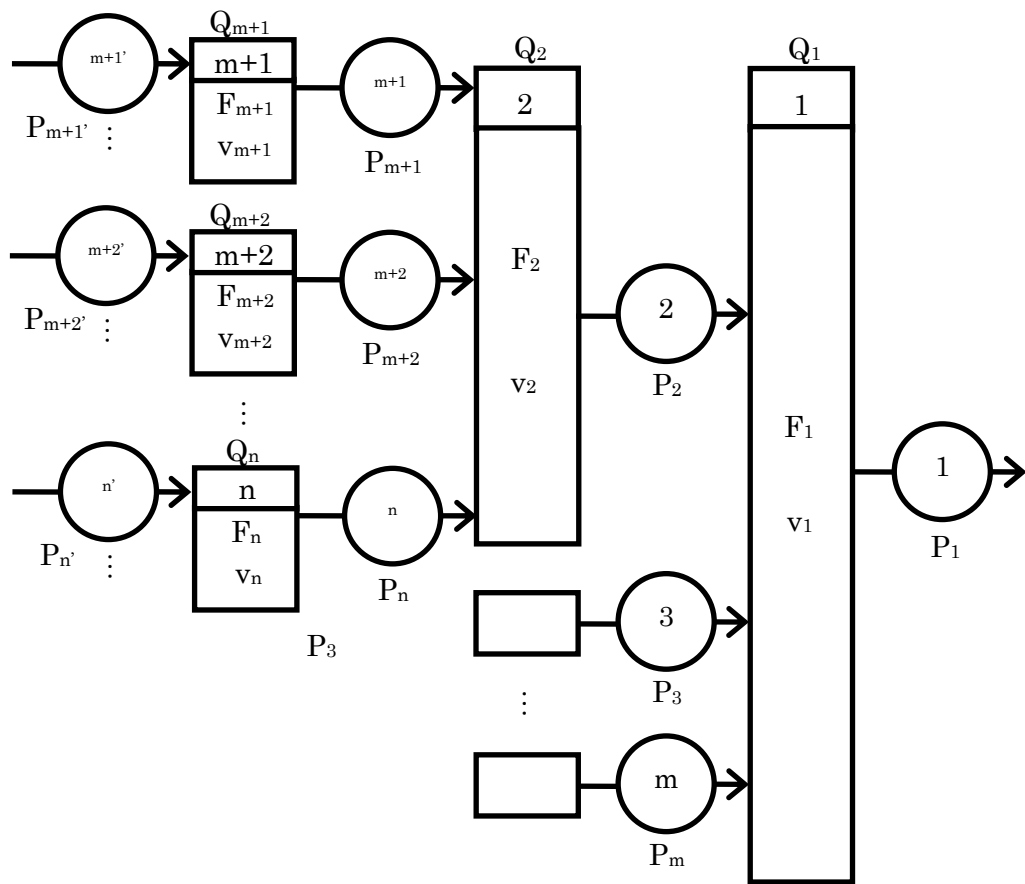 Qm+1
m+1'
m+1
Fm+1
vm+1
Pm+1'
⋮
m+1
Pm+1
Q2
2
F2
v2
Q1
1
F1
v1
Qm+2
m+2'
m+2
Fm+2
vm+2
Pm+2'
⋮
m+2
Pm+2
2
P2
⋮
Qn
n'
n
Fn
vn
Pn'
⋮
n
Pn
1
P1
P3
3
P3
⋮
m
Pm